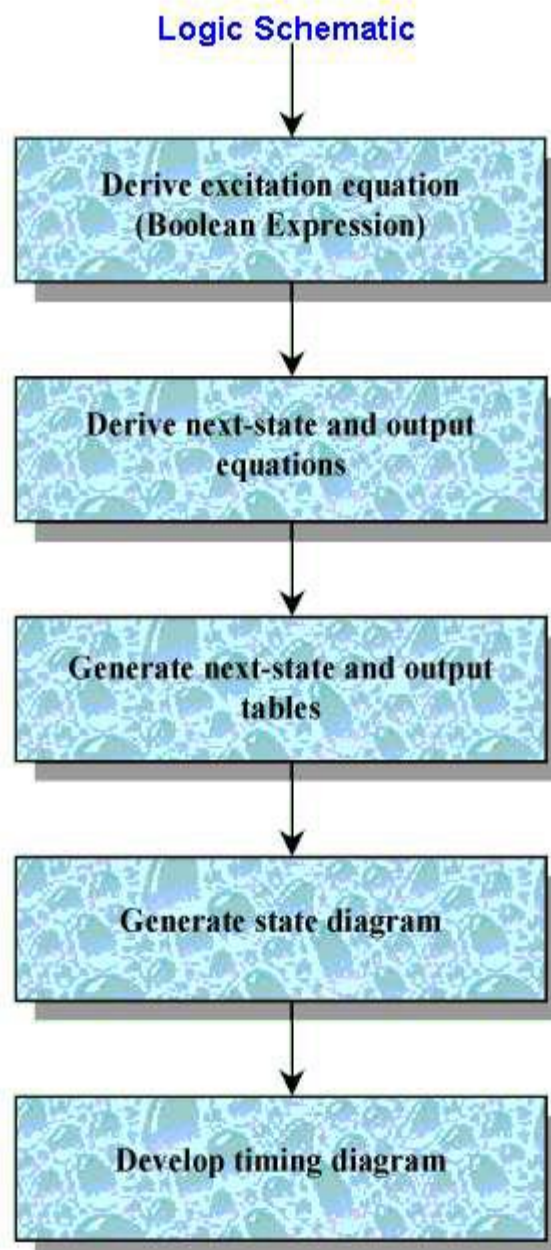 Logic Schematic
Derive excitation equation
(Boolean Expression)
Derive next-state and output
equations
Generate next-state and output
tables
Generate state diagram
Develop timing diagram